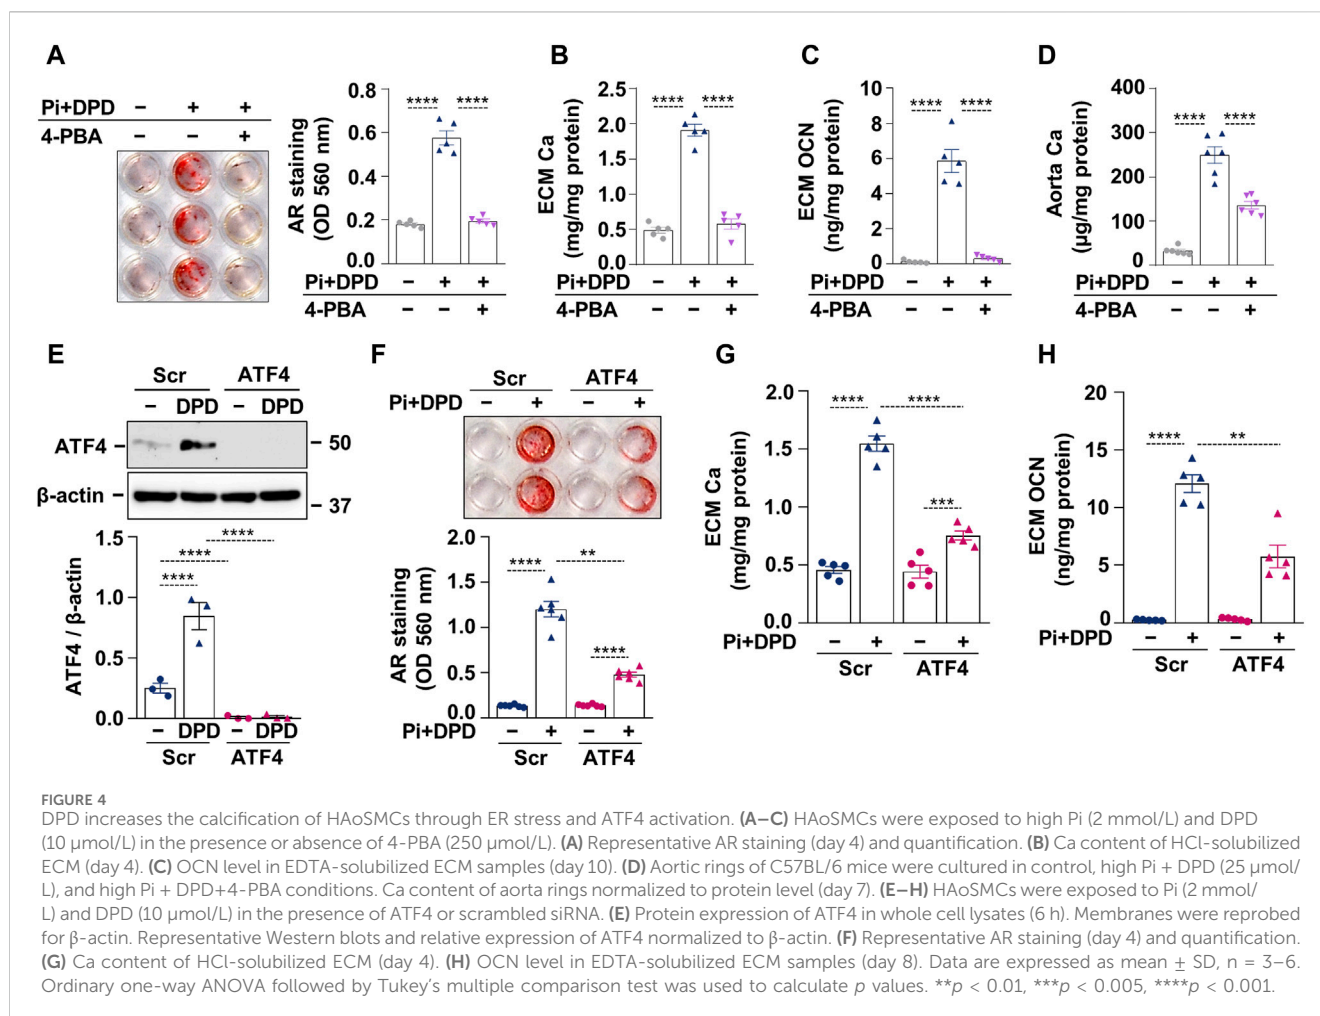 A
Pi+DPD – + +
4-PBA – – +
AR staining
(OD 560 nm)
0.8
0.6
0.4
0.2
0.0
**** ****
Pi+DPD – + +
4-PBA – – +
B
ECM Ca
(mg/mg protein)
2.5
2.0
1.5
1.0
0.5
0.0
**** ****
Pi+DPD – + +
4-PBA – – +
C
ECM OCN
(ng/mg protein)
10
8
6
4
2
0
**** ****
Pi+DPD – + +
4-PBA – – +
D
Aorta Ca
(µg/mg protein)
400
300
200
100
0
**** ****
Pi+DPD – + +
4-PBA – – +
E
Scr ATF4
– DPD – DPD
ATF4 – – 50
β-actin – – 37
ATF4 / β-actin
1.5
1.0
0.5
0.0
****
****
****
– DPD – DPD
Scr ATF4
F
Scr ATF4
Pi+DPD – + – +
AR staining
(OD 560 nm)
2.0
1.5
1.0
0.5
0.0
**** **
****
Pi+DPD – + – +
Scr ATF4
G
ECM Ca
(mg/mg protein)
2.0
1.5
1.0
0.5
0.0
**** ****
***
Pi+DPD – + – +
Scr ATF4
H
ECM OCN
(ng/mg protein)
20
15
10
5
0
**** **
Pi+DPD – + – +
Scr ATF4
FIGURE 4
DPD increases the calcification of HAoSMCs through ER stress and ATF4 activation. (A–C) HAoSMCs were exposed to high Pi (2 mmol/L) and DPD
(10 µmol/L) in the presence or absence of 4-PBA (250 µmol/L). (A) Representative AR staining (day 4) and quantification. (B) Ca content of HCl-solubilized
ECM (day 4). (C) OCN level in EDTA-solubilized ECM samples (day 10). (D) Aortic rings of C57BL/6 mice were cultured in control, high Pi + DPD (25 µmol/
L), and high Pi + DPD+4-PBA conditions. Ca content of aorta rings normalized to protein level (day 7). (E–H) HAoSMCs were exposed to Pi (2 mmol/
L) and DPD (10 µmol/L) in the presence of ATF4 or scrambled siRNA. (E) Protein expression of ATF4 in whole cell lysates (6 h). Membranes were reprobed
for β-actin. Representative Western blots and relative expression of ATF4 normalized to β-actin. (F) Representative AR staining (day 4) and quantification.
(G) Ca content of HCl-solubilized ECM (day 4). (H) OCN level in EDTA-solubilized ECM samples (day 8). Data are expressed as mean ± SD, n = 3–6.
Ordinary one-way ANOVA followed by Tukey's multiple comparison test was used to calculate p values. **p < 0.01, ***p < 0.005, ****p < 0.001.